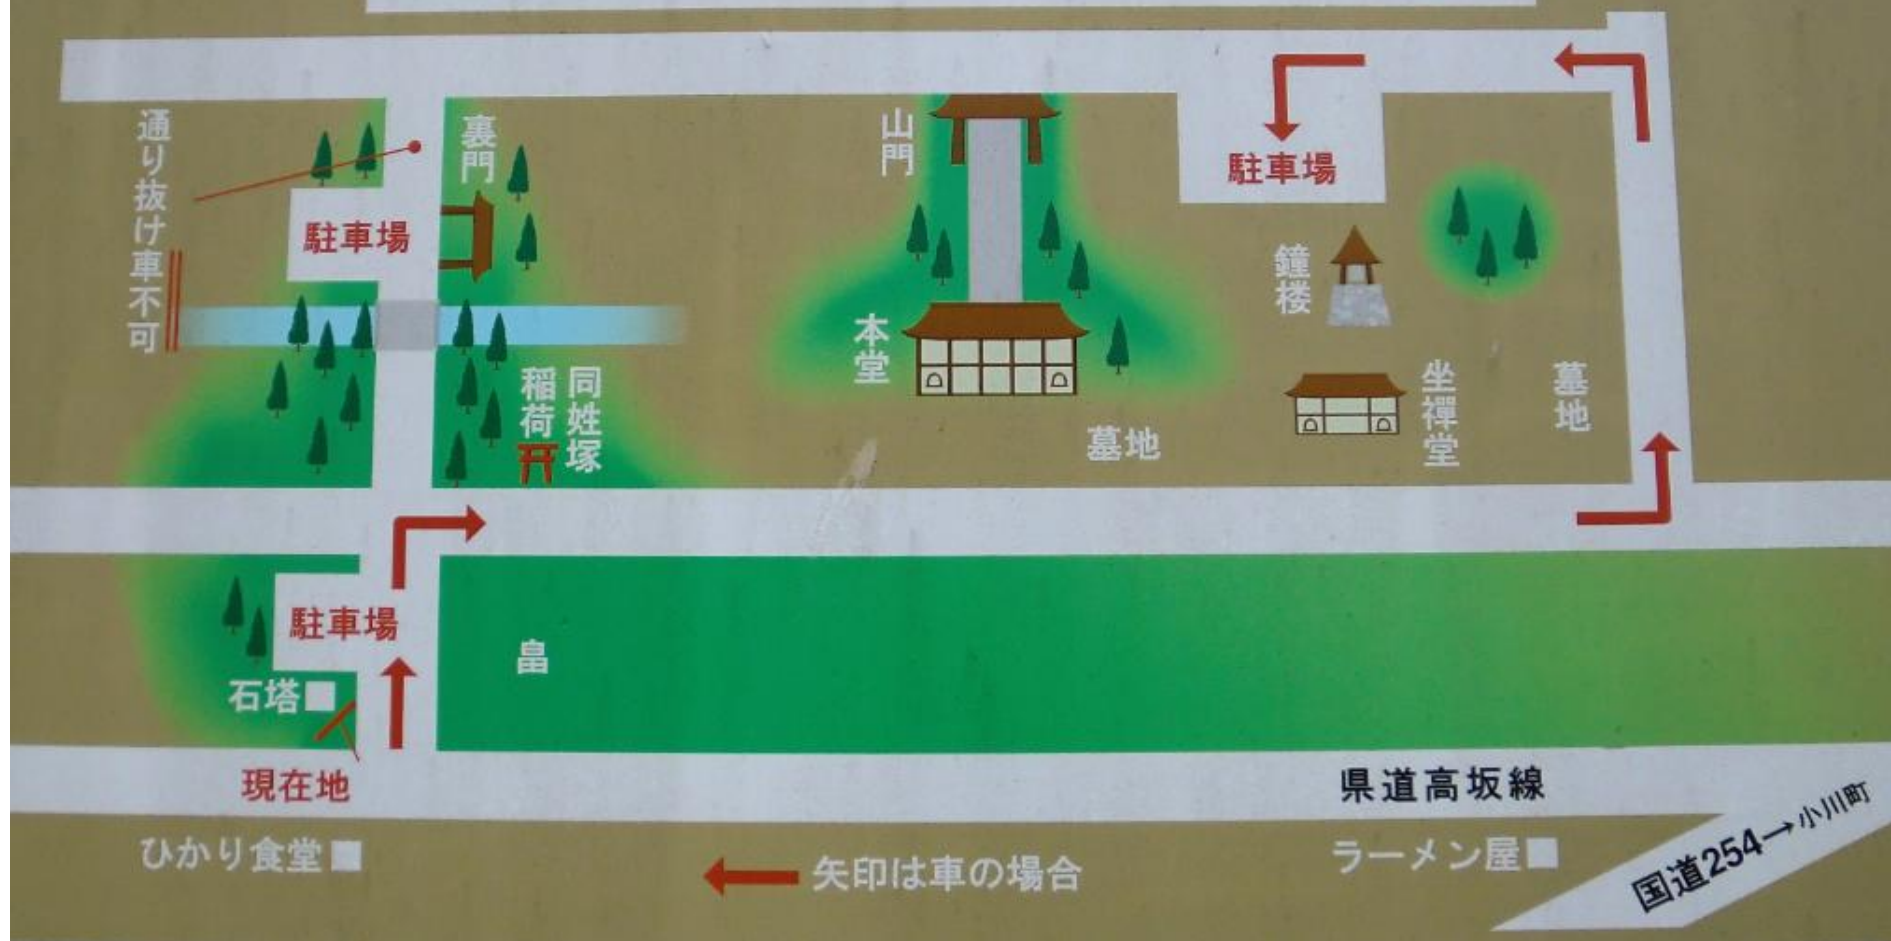 通り抜け車不可
裏門
駐車場
山門
駐車場
鐘楼
本堂
稲荷
同姓塚
墓地
坐禪堂
墓地
駐車場
畠
石塔
現在地
県道高坂線
ひかり食堂
矢印は車の場合
ラーメン屋
国道254→小川町